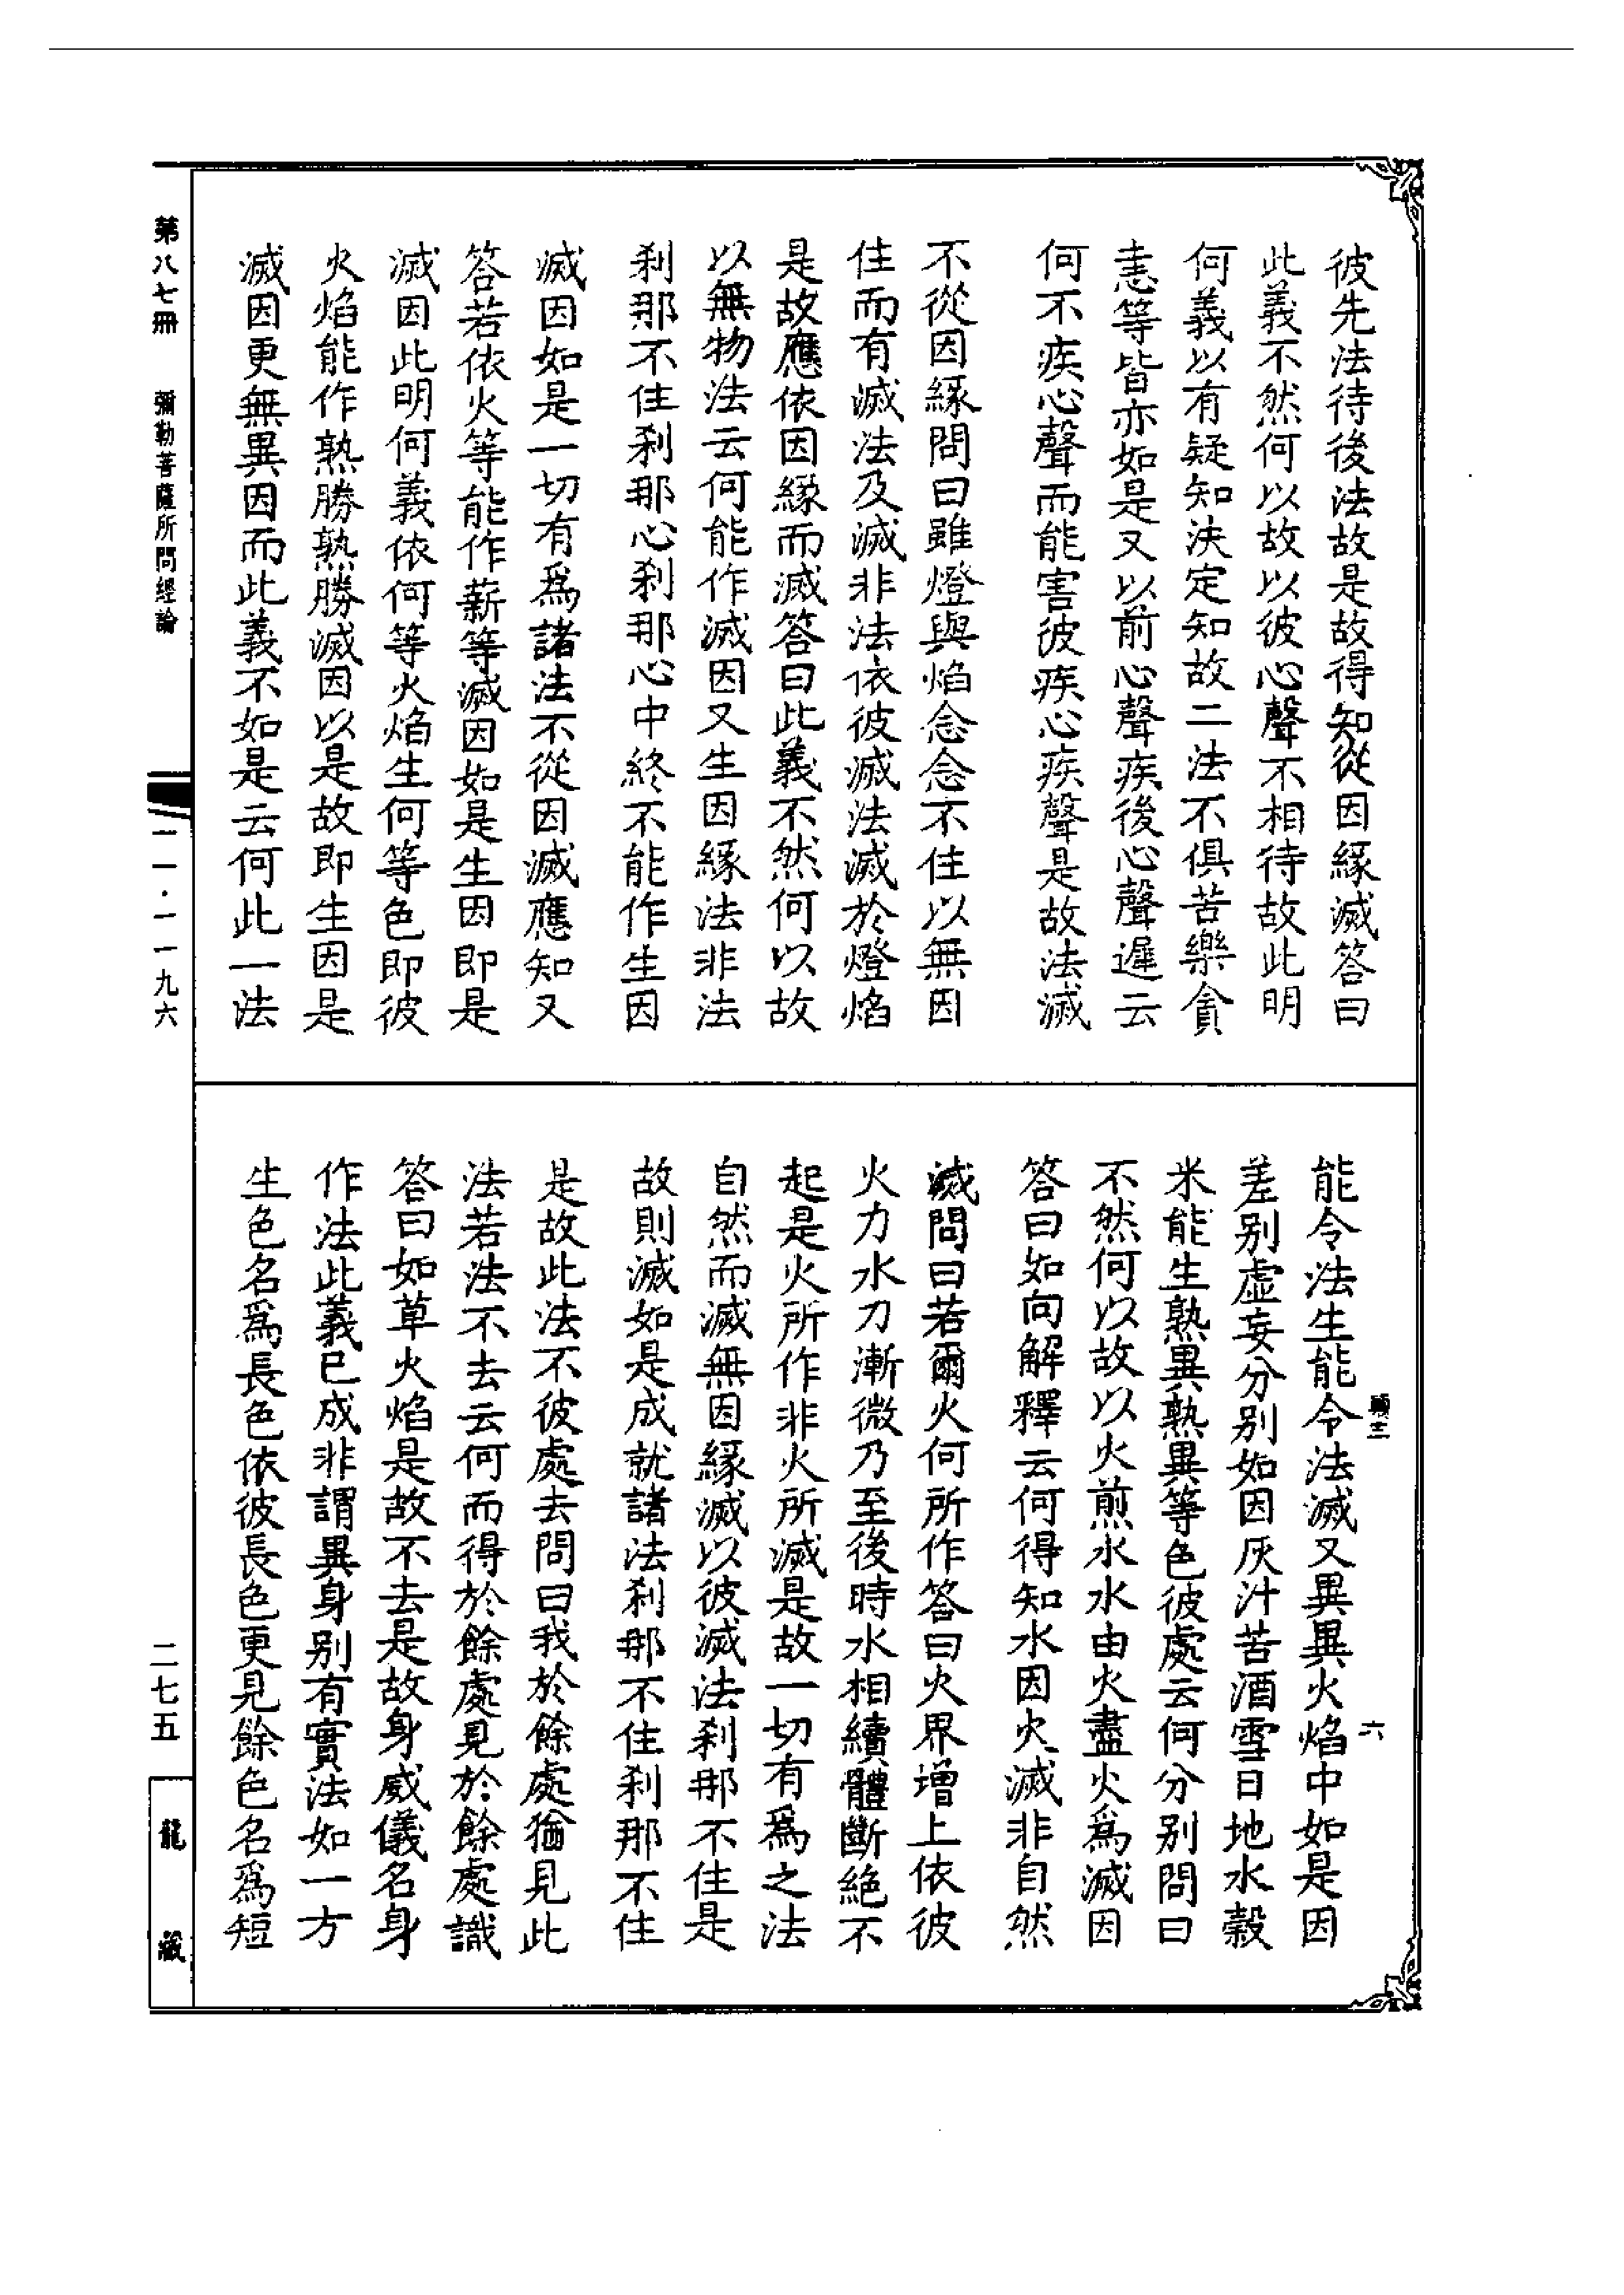 彼先法待後法故是故得知從因緣滅答曰
此義不然何以故以彼心聲不相待故此明
何義以有疑知決定知故二法不俱苦樂貪
恚等皆亦如是又以前心聲疾後心聲遲云
何不疾心聲而能害彼疾心疾聲是故法滅
不從因緣問曰雖燈與焰念念不住以無因
住而有滅法及滅非法依彼滅法滅於燈焰
是故應依因緣而滅答曰此義不然何以故
以無物法云何能作滅因又生因緣法非法
刹那不住刹那心刹那心中終不能作生因
滅因如是一切有爲諸法不從因滅應知又
答若依火等能作薪等滅因如是生因即是
滅因此明何義依何等火焰生何等色即彼
火焰能作熟勝熟勝滅因以是故即生因是
滅因更無異因而此義不如是云何此一法
能令法生能令法滅又異異火焰中如是因
差别虛妄分别如因灰汁苦酒雪日地水穀
米能生熟異熟異等色彼處云何分别問曰
不然何以故以火煎水水由火盡火爲滅因
答曰如向解釋云何得知水因火滅非自然
滅問曰若爾火何所作答曰火界增上依彼
火力水刀漸微乃至後時水相續體斷絕不
起是火所作非火所滅是故一切有爲之法
自然而滅無因緣滅以彼滅法刹那不住是
故則滅如是成就諸法刹那不住刹那不住
是故此法不彼處去問曰我於餘處猶見此
法若法不去云何而得於餘處見於餘處識
答曰如草火焰是故不去是故身威儀名身
作法此義已成非謂異身别有實法如一方
生色名爲長色依彼長色更見餘色名爲短
第八七冊
彌勒菩薩所問經論
一一·一一九六
二七五
龍藏
六